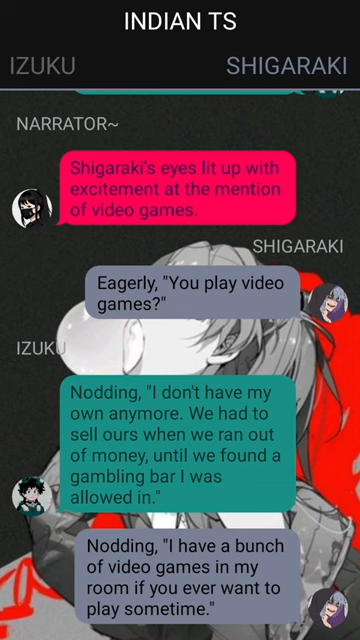 INDIAN TS
IZUKU
SHIGARAKI
NARRATOR~
Shigaraki's eyes lit up with
excitement at the mention
of video games.
SHIGARAKI
Eagerly, "You play video
games?"
IZUKU
Nodding, "I don't have my
own anymore. We had to
sell ours when we ran out
of money, until we found a
gambling bar I was
allowed in."
Nodding, "I have a bunch
of video games in my
room if you ever want to
play sometime."